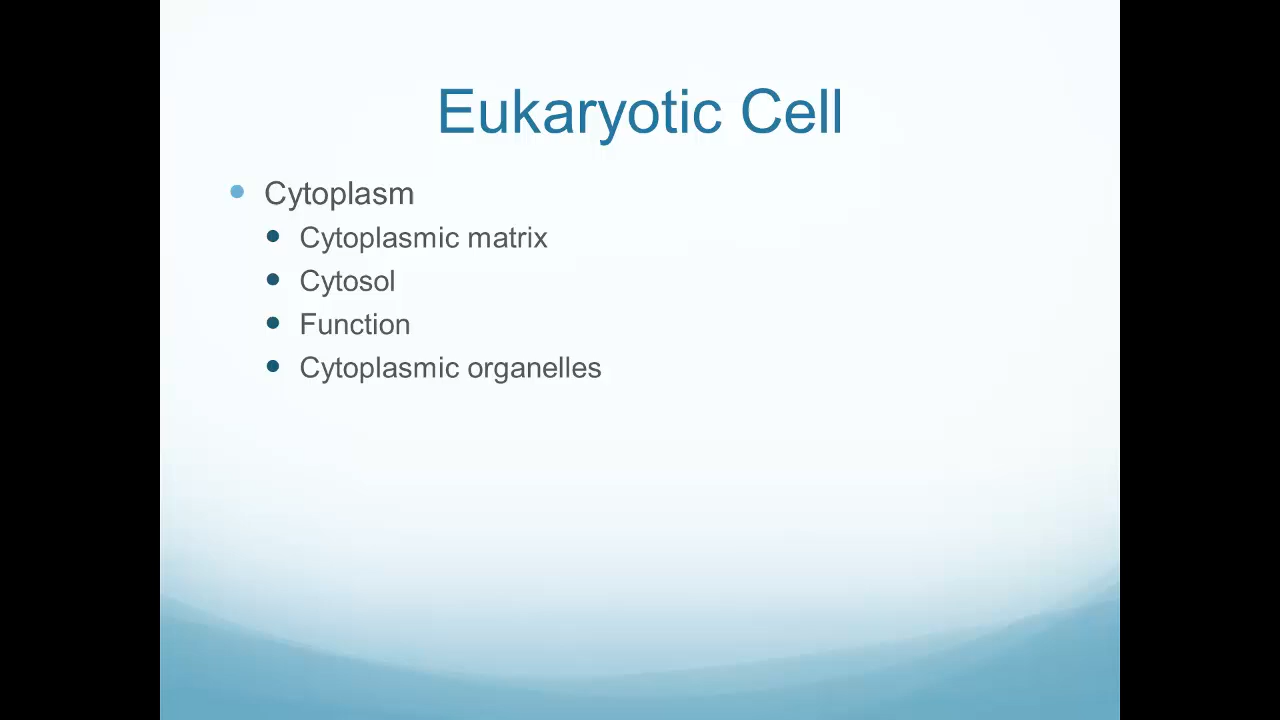 Eukaryotic Cell
Cytoplasm
Cytoplasmic matrix
Cytosol
Function
Cytoplasmic organelles